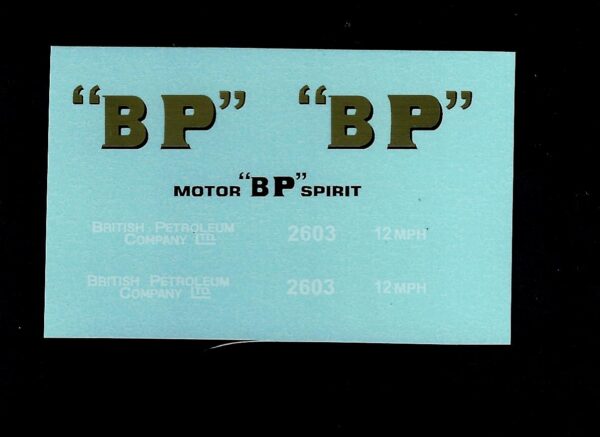 “BP” “BP”
MOTOR “BP” SPIRIT
BRITISH PETROLEUM COMPANY LTD. 2603 12 MPH
BRITISH PETROLEUM COMPANY LTD. 2603 12 MPH